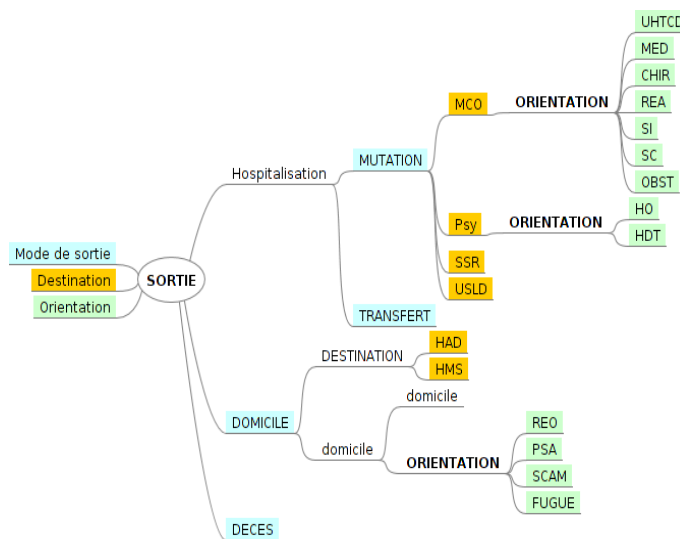 Mode de sortie
Destination
Orientation
SORTIE
Hospitalisation
MUTATION
MCO
ORIENTATION
UHTCD
MED
CHIR
REA
SI
SC
OBST
Psy
ORIENTATION
HO
HDT
SSR
USLD
TRANSFERT
DOMICILE
DESTINATION
HAD
HMS
domicile
domicile
ORIENTATION
REO
PSA
SCAM
FUGUE
DECES